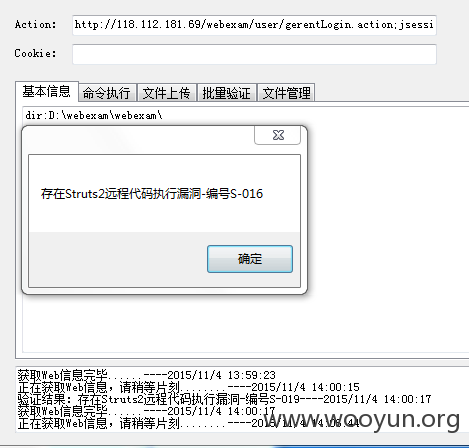 Action: http://118.112.181.69/webexam/user/gerentLogin.action;jsessi
Cookie:
基本信息 命令执行 文件上传 批量验证 文件管理
dir:D:\webexam\webexam\
存在Struts2远程代码执行漏洞-编号S-016
确定
获取Web信息完毕......----2015/11/4 13:59:23
正在获取Web信息，请稍等片刻........----2015/11/4 14:00:15
验证结果：存在Struts2远程代码执行漏洞-编号S-019----2015/11/4 14:00:17
获取Web信息完毕......----2015/11/4 14:00:17
正在获取Web信息，请稍等片刻........----2015/11/4
www.wooyun.org